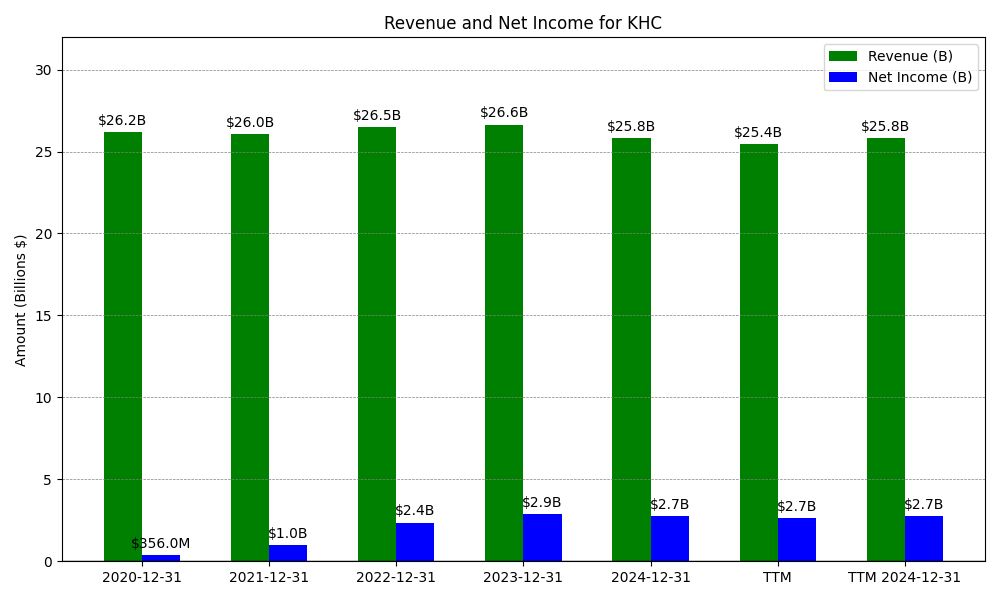 Revenue and Net Income for KHC
Revenue (B)
Net Income (B)
Amount (Billions $)
30
25
20
15
10
5
0
$26.2B
$26.0B
$26.5B
$26.6B
$25.8B
$25.4B
$25.8B
$356.0M
$1.0B
$2.4B
$2.9B
$2.7B
$2.7B
$2.7B
2020-12-31
2021-12-31
2022-12-31
2023-12-31
2024-12-31
TTM
TTM 2024-12-31